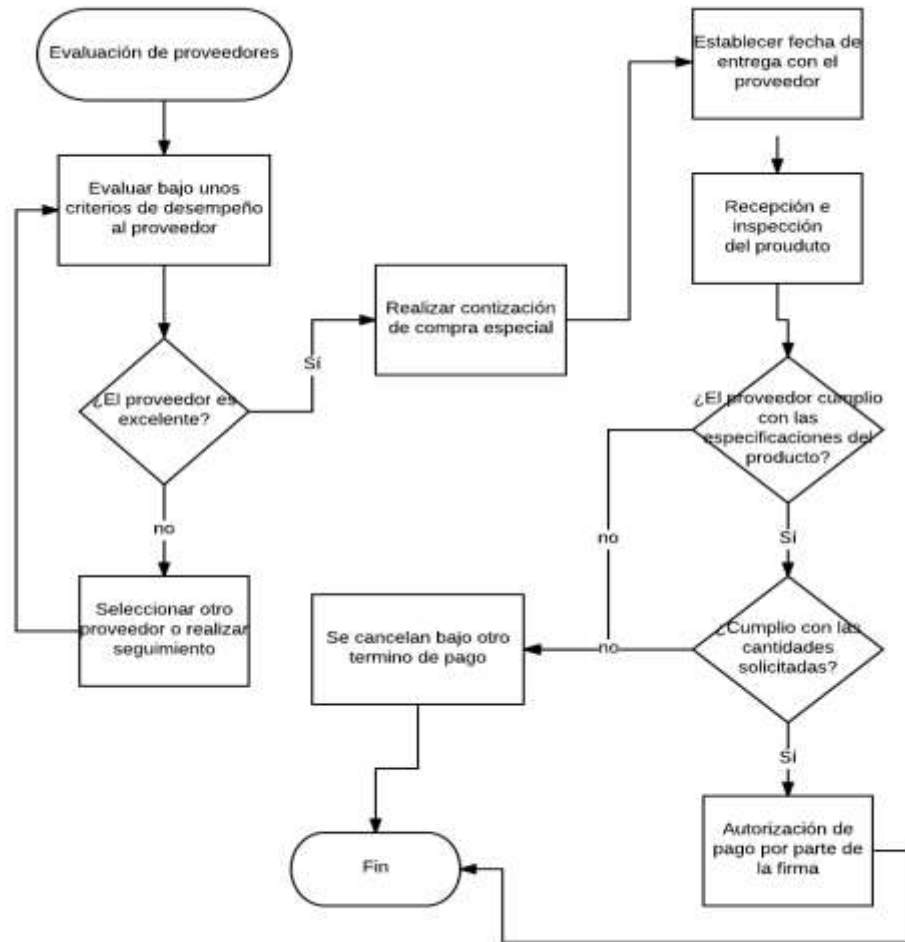 Evaluación de proveedores
Evaluar bajo unos
criterios de desempeño
al proveedor
¿El proveedor es
excelente?
no
Seleccionar otro
proveedor o realizar
seguimiento
Sí
Realizar contización
de compra especial
Establecer fecha de
entrega con el
proveedor
Recepción e
inspección
del prouduto
¿El proveedor cumplio
con las
especificaciones del
producto?
no
Sí
¿Cumplio con las
cantidades
solicitadas?
no
Sí
Se cancelan bajo otro
termino de pago
Autorización de
pago por parte de
la firma
Fin